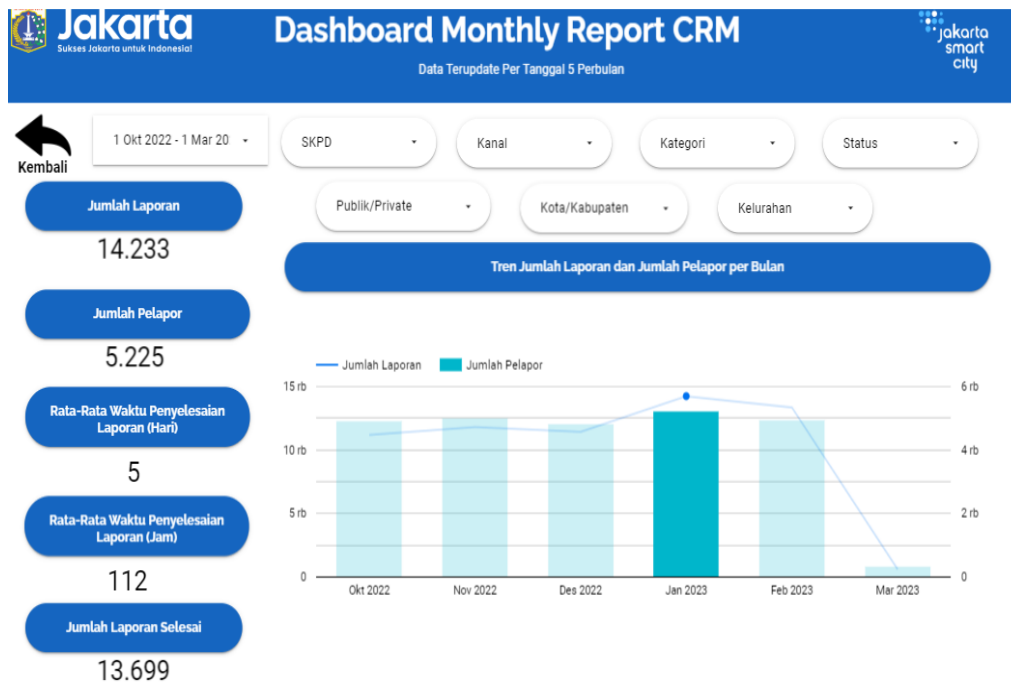 Jakarta
Sukses Jakarta untuk Indonesia!
Dashboard Monthly Report CRM
Data Terupdate Per Tanggal 5 Perbulan
jakarta
smart
city
Kembali
1 Okt 2022 - 1 Mar 20
SKPD
Kanal
Kategori
Status
Publik/Private
Kota/Kabupaten
Kelurahan
Jumlah Laporan
14.233
Jumlah Pelapor
5.225
Rata-Rata Waktu Penyelesaian
Laporan (Hari)
5
Rata-Rata Waktu Penyelesaian
Laporan (Jam)
112
Jumlah Laporan Selesai
13.699
Tren Jumlah Laporan dan Jumlah Pelapor per Bulan
Jumlah Laporan
Jumlah Pelapor
15 rb
10 rb
5 rb
0
6 rb
4 rb
2 rb
0
Okt 2022
Nov 2022
Des 2022
Jan 2023
Feb 2023
Mar 2023